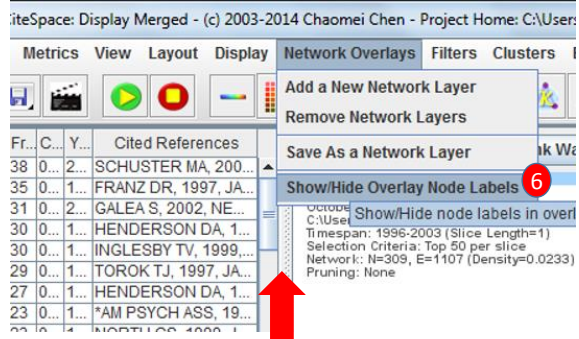 CiteSpace: Display Merged - (c) 2003-2014 Chaomei Chen - Project Home: C:\Users
Metrics View Layout Display Network Overlays Filters Clusters
Add a New Network Layer
Remove Network Layers
Save As a Network Layer
Show/Hide Overlay Node Labels 6
Show/Hide node labels in overl
Fr... C... Y... Cited References
38 0... 2... SCHUSTER MA, 200...
35 0... 1... FRANZ DR, 1997, JA...
31 0... 2... GALEA S, 2002, NE...
30 0... 1... HENDERSON DA, 1...
30 0... 1... INGLESBY TV, 1999,...
29 0... 1... TOROK TJ, 1997, JA...
27 0... 1... HENDERSON DA, 1...
23 0... 1... *AM PSYCH ASS, 19...
C:\User
Timespan: 1996-2003 (Slice Length=1)
Selection Criteria: Top 50 per slice
Network: N=309, E=1107 (Density=0.0233)
Pruning: None